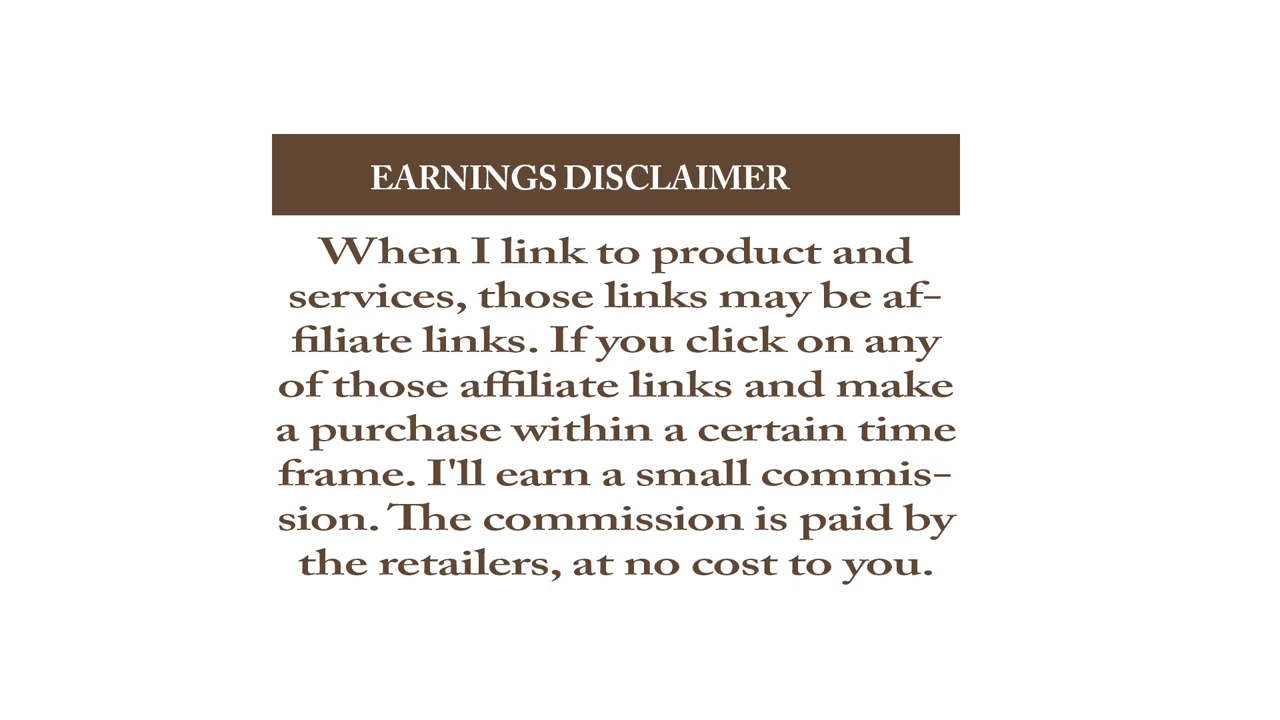 EARNINGS DISCLAIMER
When I link to product and
services, those links may be af-
filiate links. If you click on any
of those affiliate links and make
a purchase within a certain time
frame. I'll earn a small commis-
sion. The commission is paid by
the retailers, at no cost to you.